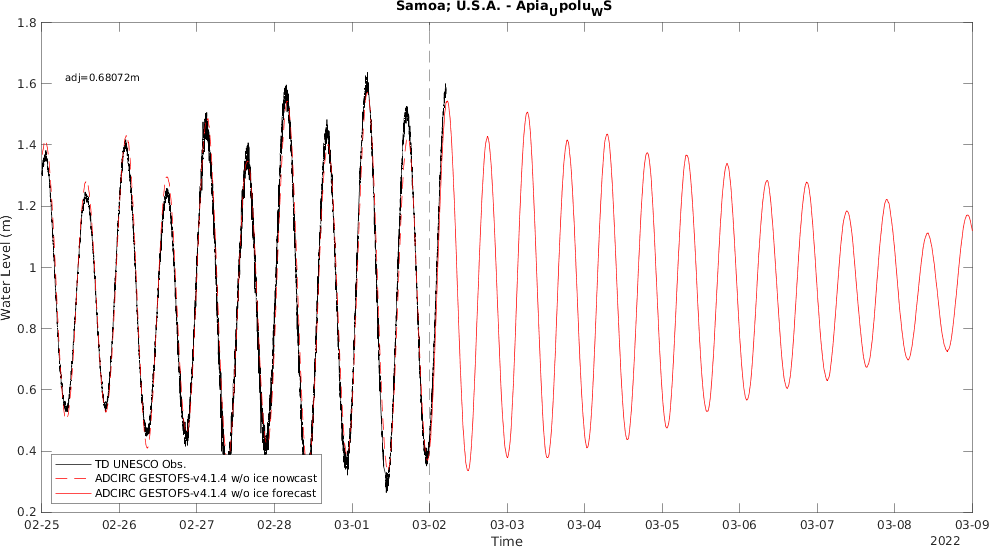 Samoa; U.S.A. - ApiaUpoluWS
1.8
1.6
1.4
1.2
1
0.8
0.6
0.4
0.2
Water Level (m)
adj=0.68072m
TD UNESCO Obs.
ADCIRC GESTOFS-v4.1.4 w/o ice nowcast
ADCIRC GESTOFS-v4.1.4 w/o ice forecast
02-25 02-26 02-27 02-28 03-01 03-02 03-03 03-04 03-05 03-06 03-07 03-08 03-09
Time
2022